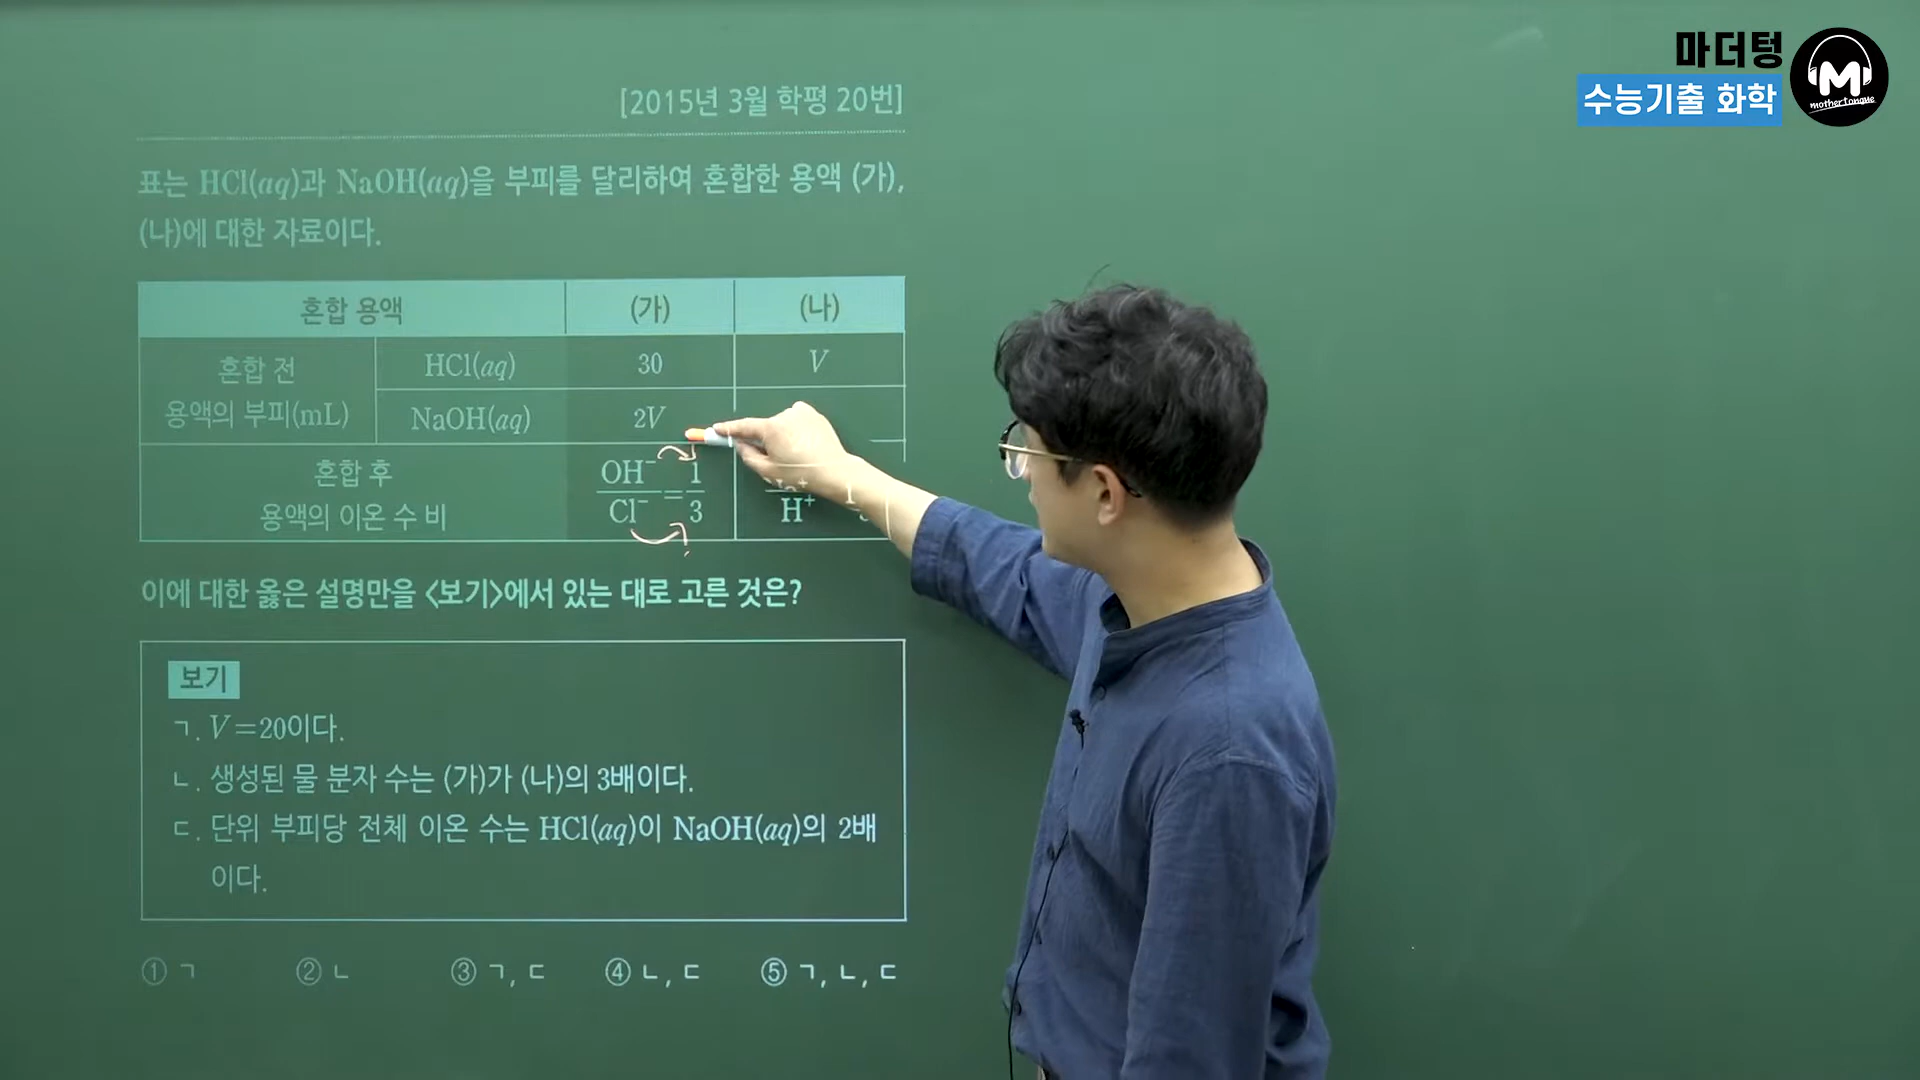 마더텅
수능기출 화학
M
mothertongue
[2015년 3월 학평 20번]
표는 HCl(aq)과 NaOH(aq)을 부피를 달리하여 혼합한 용액 (가),
(나)에 대한 자료이다.
혼합 용액 (가) (나)
혼합 전 용액의 부피(mL) HCl(aq) 30 V
NaOH(aq) 2V
혼합 후 용액의 이온 수 비 OH⁻/Cl⁻=1/3 Na⁺/H⁺
이에 대한 옳은 설명만을 <보기>에서 있는 대로 고른 것은?
보기
ㄱ. V=20이다.
ㄴ. 생성된 물 분자 수는 (가)가 (나)의 3배이다.
ㄷ. 단위 부피당 전체 이온 수는 HCl(aq)이 NaOH(aq)의 2배
이다.
① ㄱ ② ㄴ ③ ㄱ, ㄷ ④ ㄴ, ㄷ ⑤ ㄱ, ㄴ, ㄷ